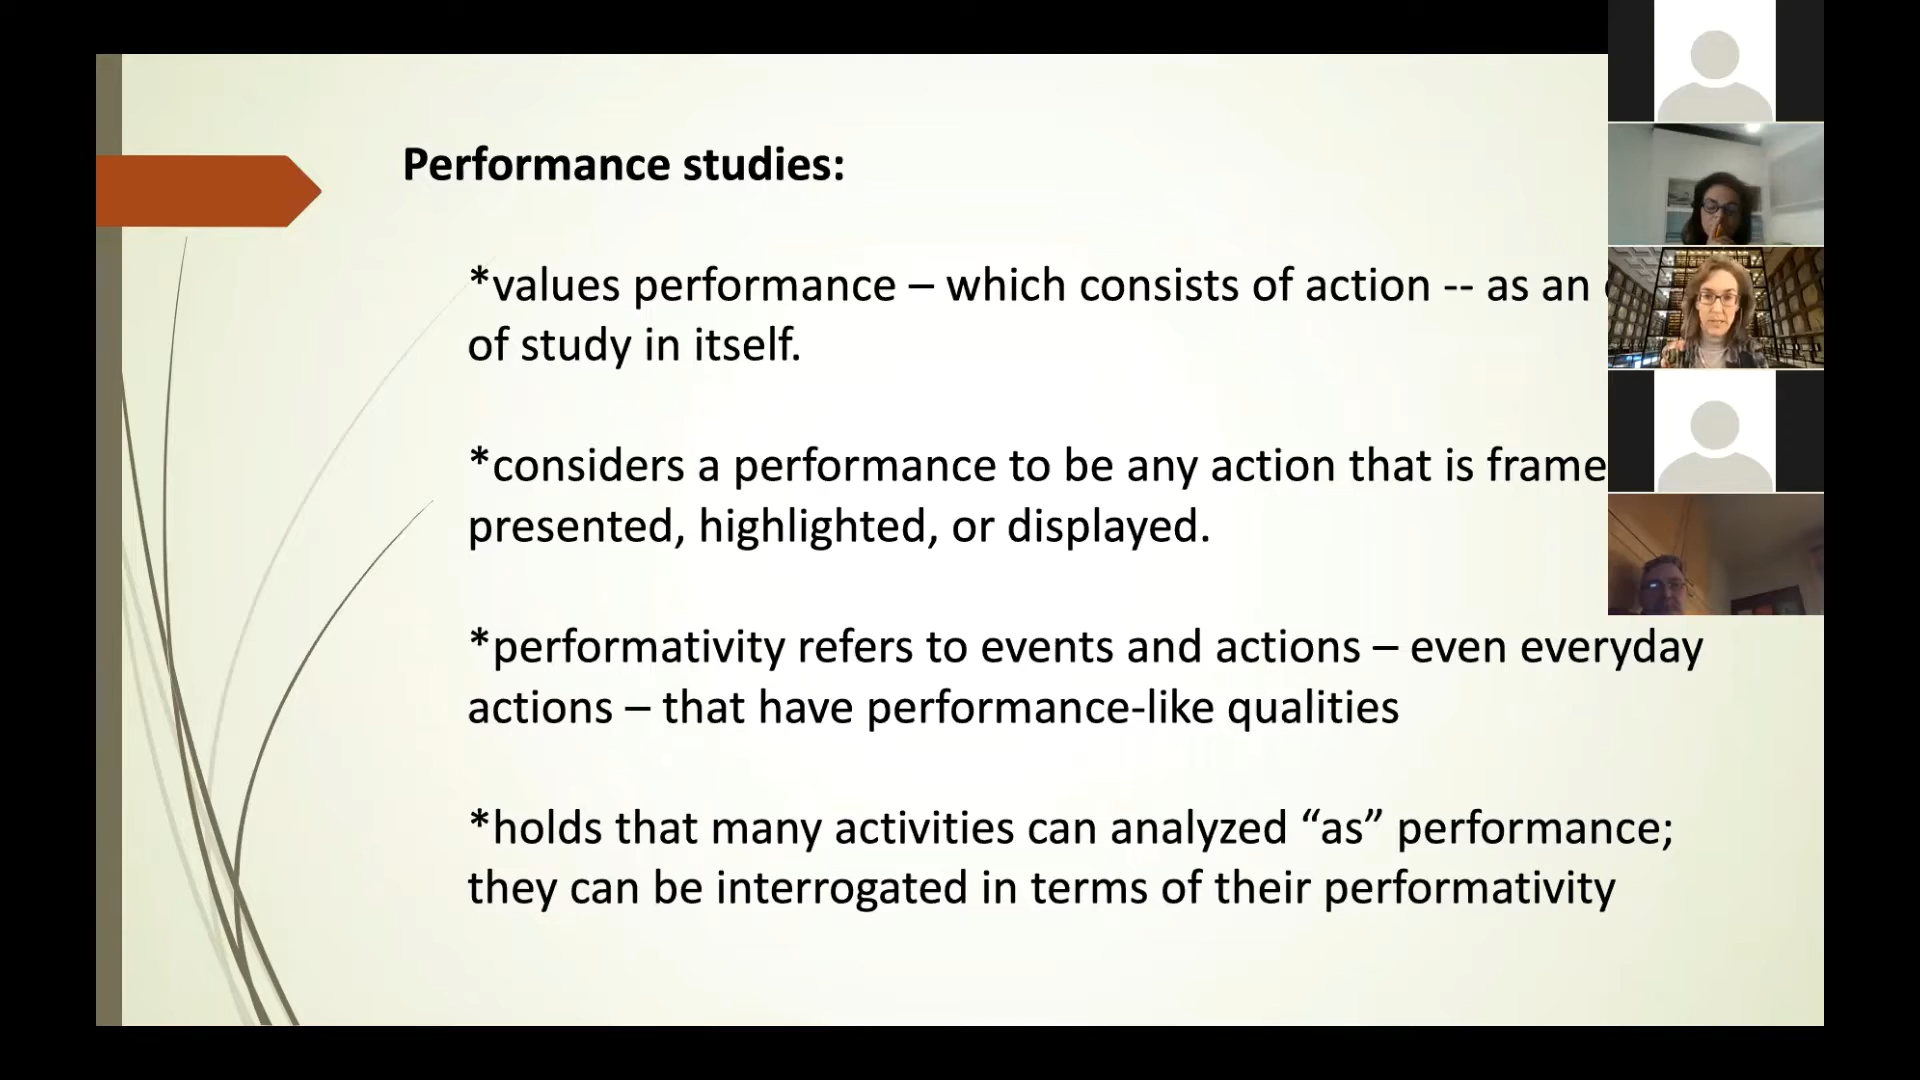 Performance studies:
*values performance – which consists of action -- as an
of study in itself.
*considers a performance to be any action that is frame
presented, highlighted, or displayed.
*performativity refers to events and actions – even everyday
actions – that have performance-like qualities
*holds that many activities can analyzed “as” performance;
they can be interrogated in terms of their performativity